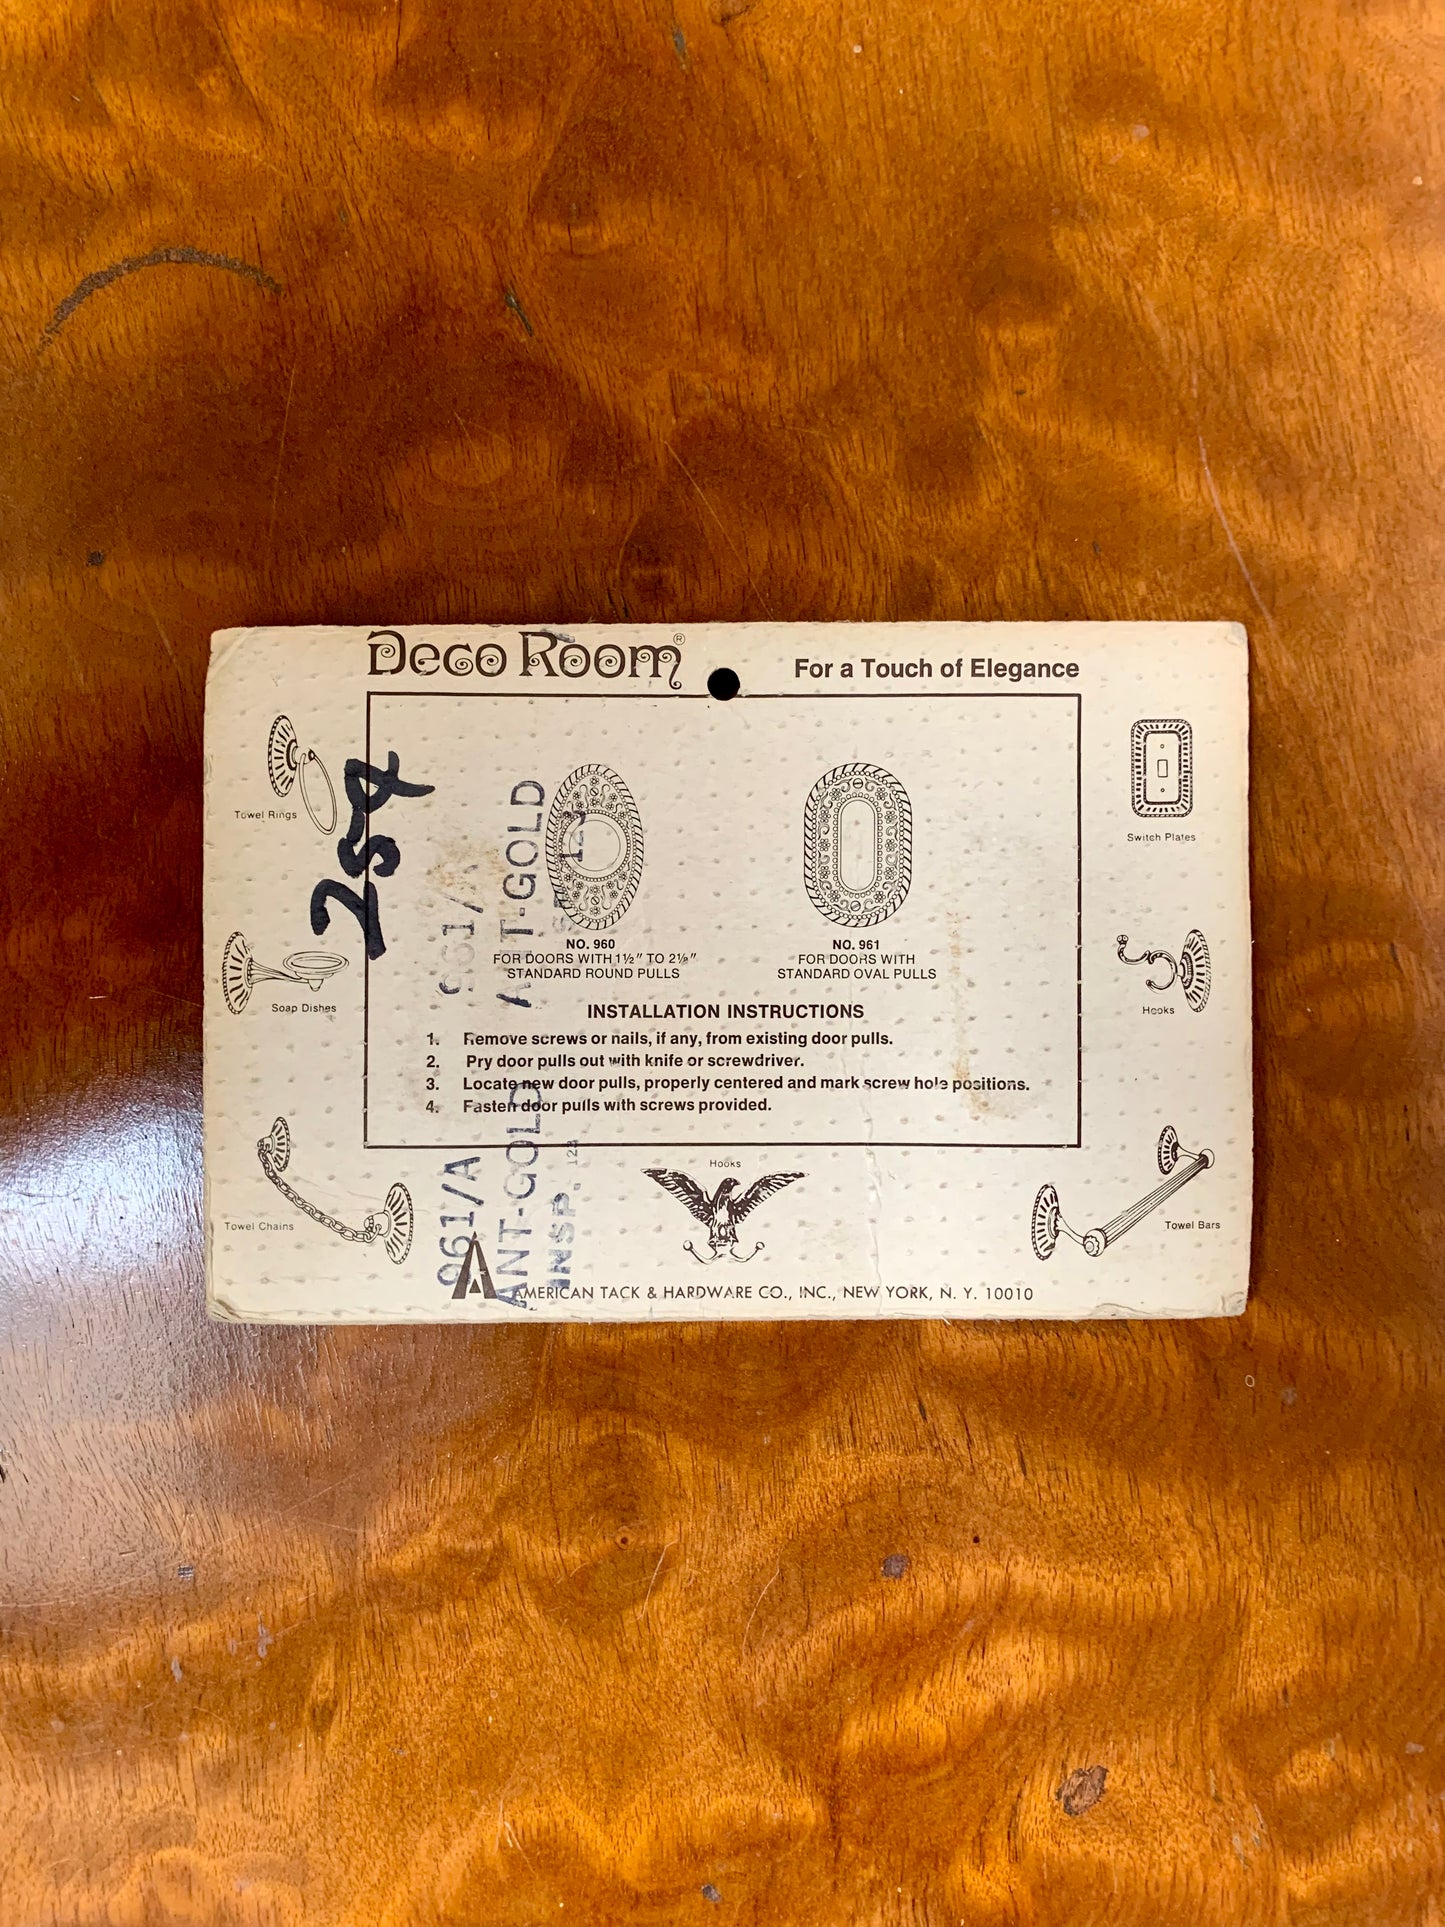 Deco Room®
For a Touch of Elegance
Towel Rings
Switch Plates
25¢
961/A
ANT-GOLD
NO. 960
FOR DOORS WITH 1½" TO 2⅛"
STANDARD ROUND PULLS
NO. 961
FOR DOORS WITH
STANDARD OVAL PULLS
Soap Dishes
Hooks
INSTALLATION INSTRUCTIONS
1. Remove screws or nails, if any, from existing door pulls.
2. Pry door pulls out with knife or screwdriver.
3. Locate new door pulls, properly centered and mark screw hole positions.
4. Fasten door pulls with screws provided.
961/A
ANT-GOLD
INSP. 123
Hooks
Towel Chains
Towel Bars
AMERICAN TACK & HARDWARE CO., INC., NEW YORK, N. Y. 10010